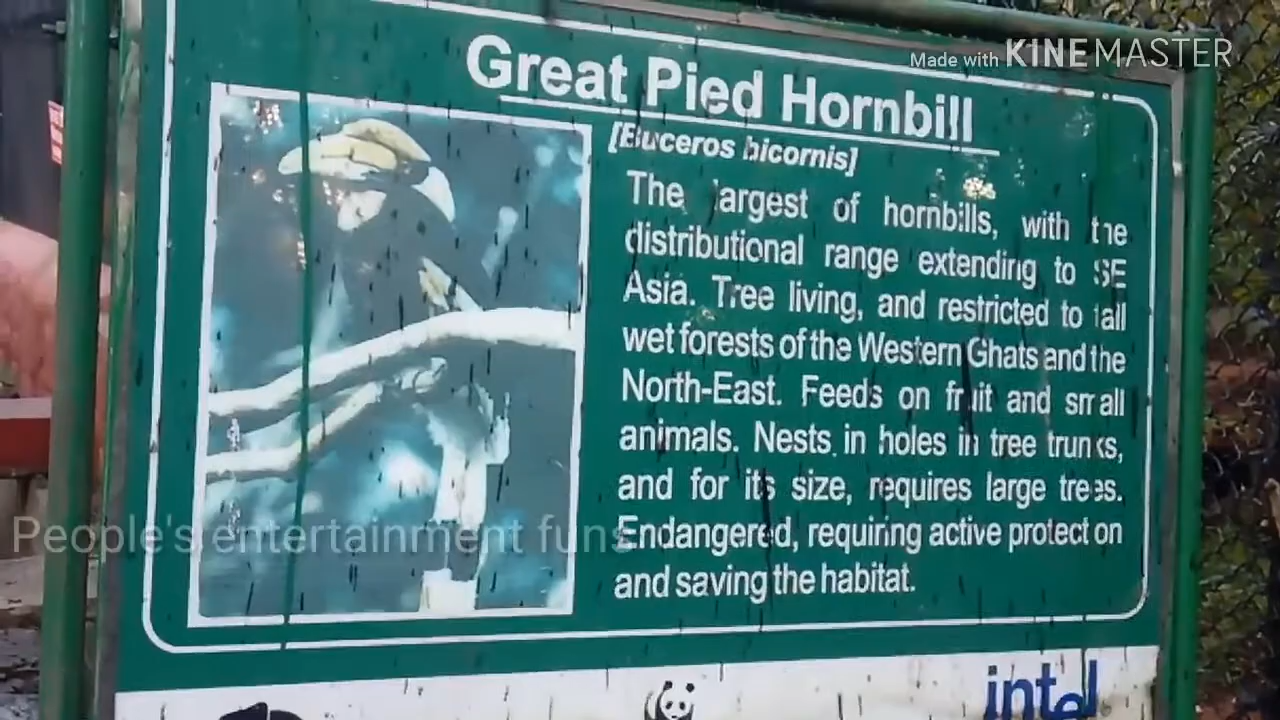 Made with KINEMASTER
Great Pied Hornbill
[Buceros bicornis]
The largest of hornbills, with the
distributional range extending to SE
Asia. Tree living, and restricted to tall
wet forests of the Western Ghats and the
North-East. Feeds on fruit and small
animals. Nests in holes in tree trunks,
and for its size, requires large trees.
Endangered, requiring active protection
and saving the habitat.
People's entertainment funs
intel